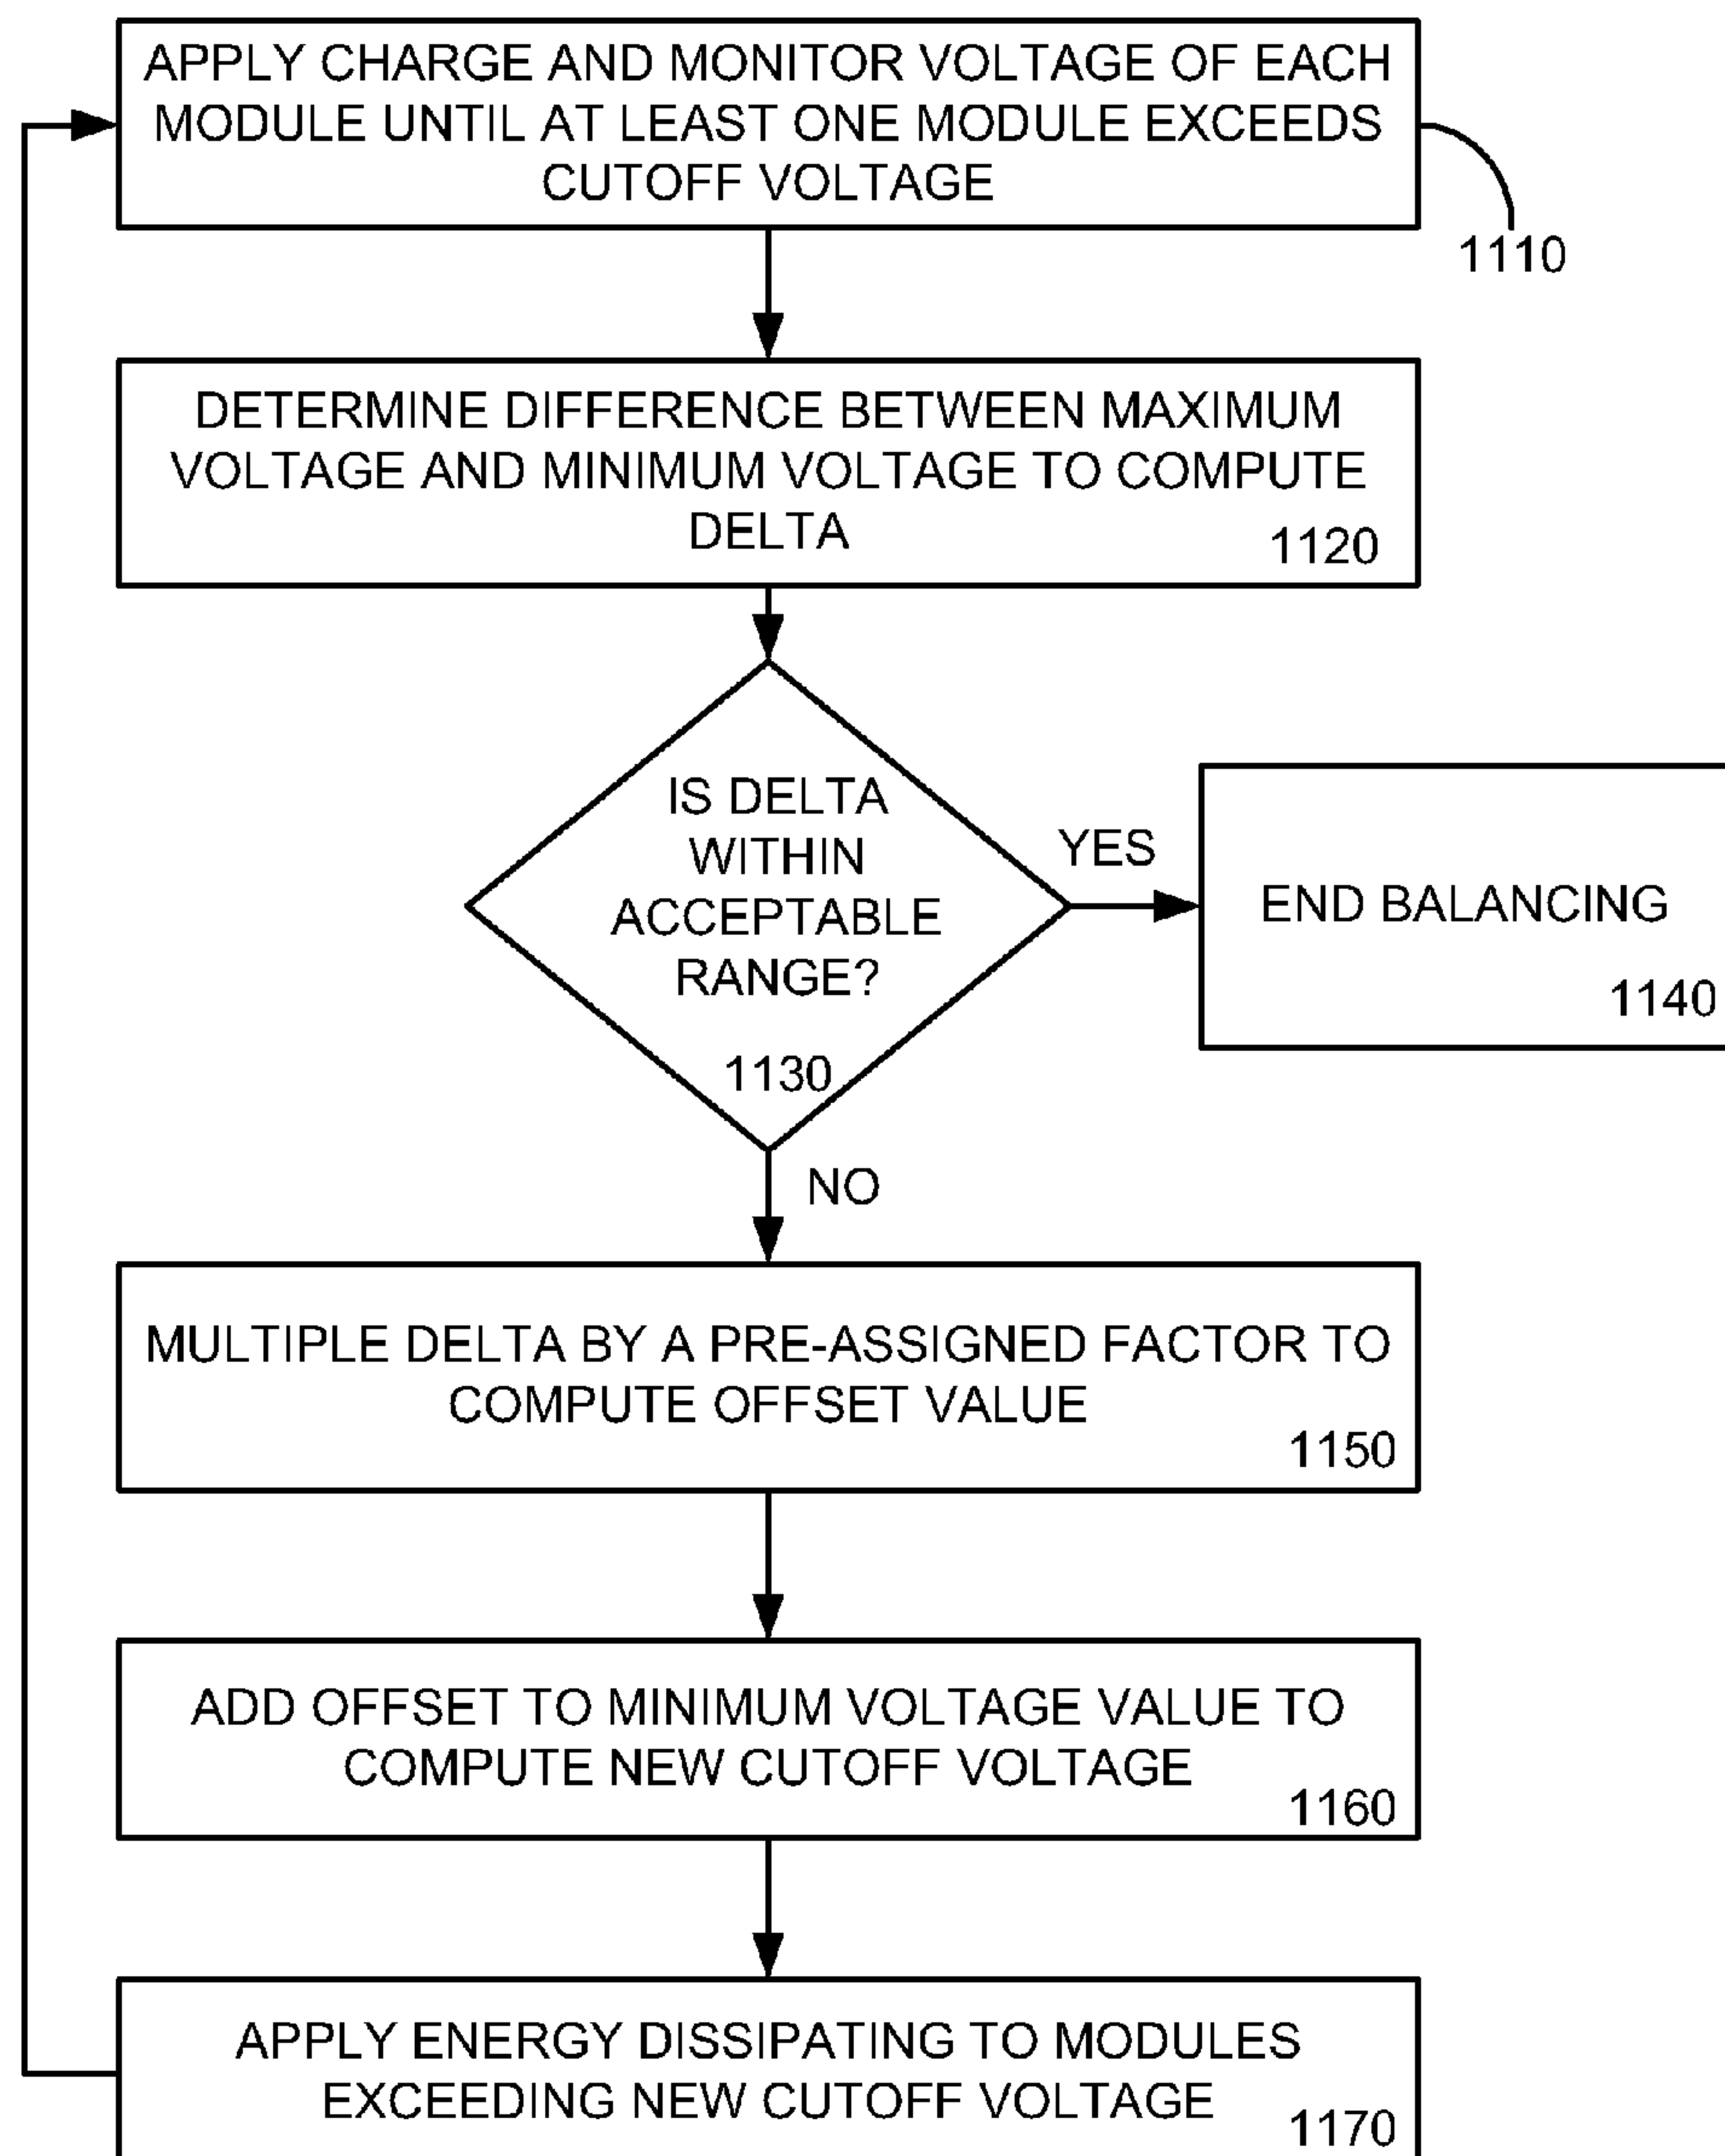 APPLY CHARGE AND MONITOR VOLTAGE OF EACH
MODULE UNTIL AT LEAST ONE MODULE EXCEEDS
CUTOFF VOLTAGE
1110
DETERMINE DIFFERENCE BETWEEN MAXIMUM
VOLTAGE AND MINIMUM VOLTAGE TO COMPUTE
DELTA
1120
IS DELTA
WITHIN
ACCEPTABLE
RANGE?
1130
YES
END BALANCING
1140
NO
MULTIPLE DELTA BY A PRE-ASSIGNED FACTOR TO
COMPUTE OFFSET VALUE
1150
ADD OFFSET TO MINIMUM VOLTAGE VALUE TO
COMPUTE NEW CUTOFF VOLTAGE
1160
APPLY ENERGY DISSIPATING TO MODULES
EXCEEDING NEW CUTOFF VOLTAGE
1170